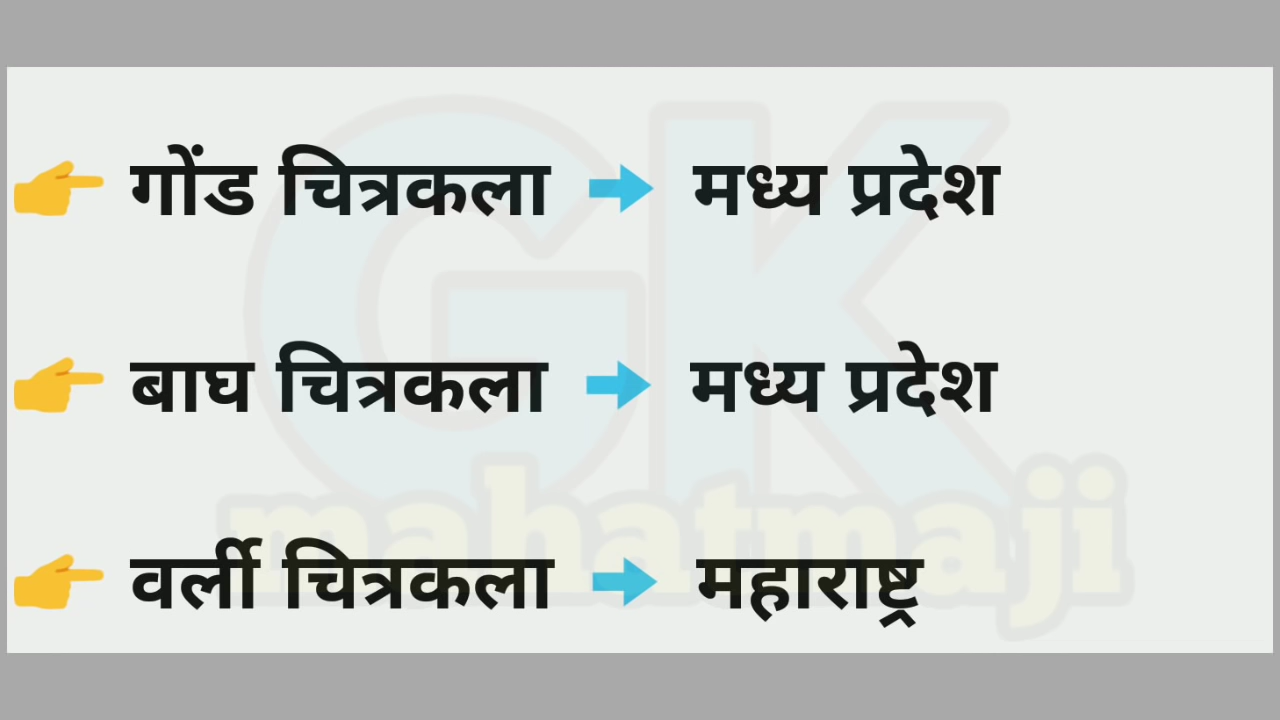 👉 गोंड चित्रकला ➡ मध्य प्रदेश
👉 बाघ चित्रकला ➡ मध्य प्रदेश
👉 वर्ली चित्रकला ➡ महाराष्ट्र
GK
mahatmaji